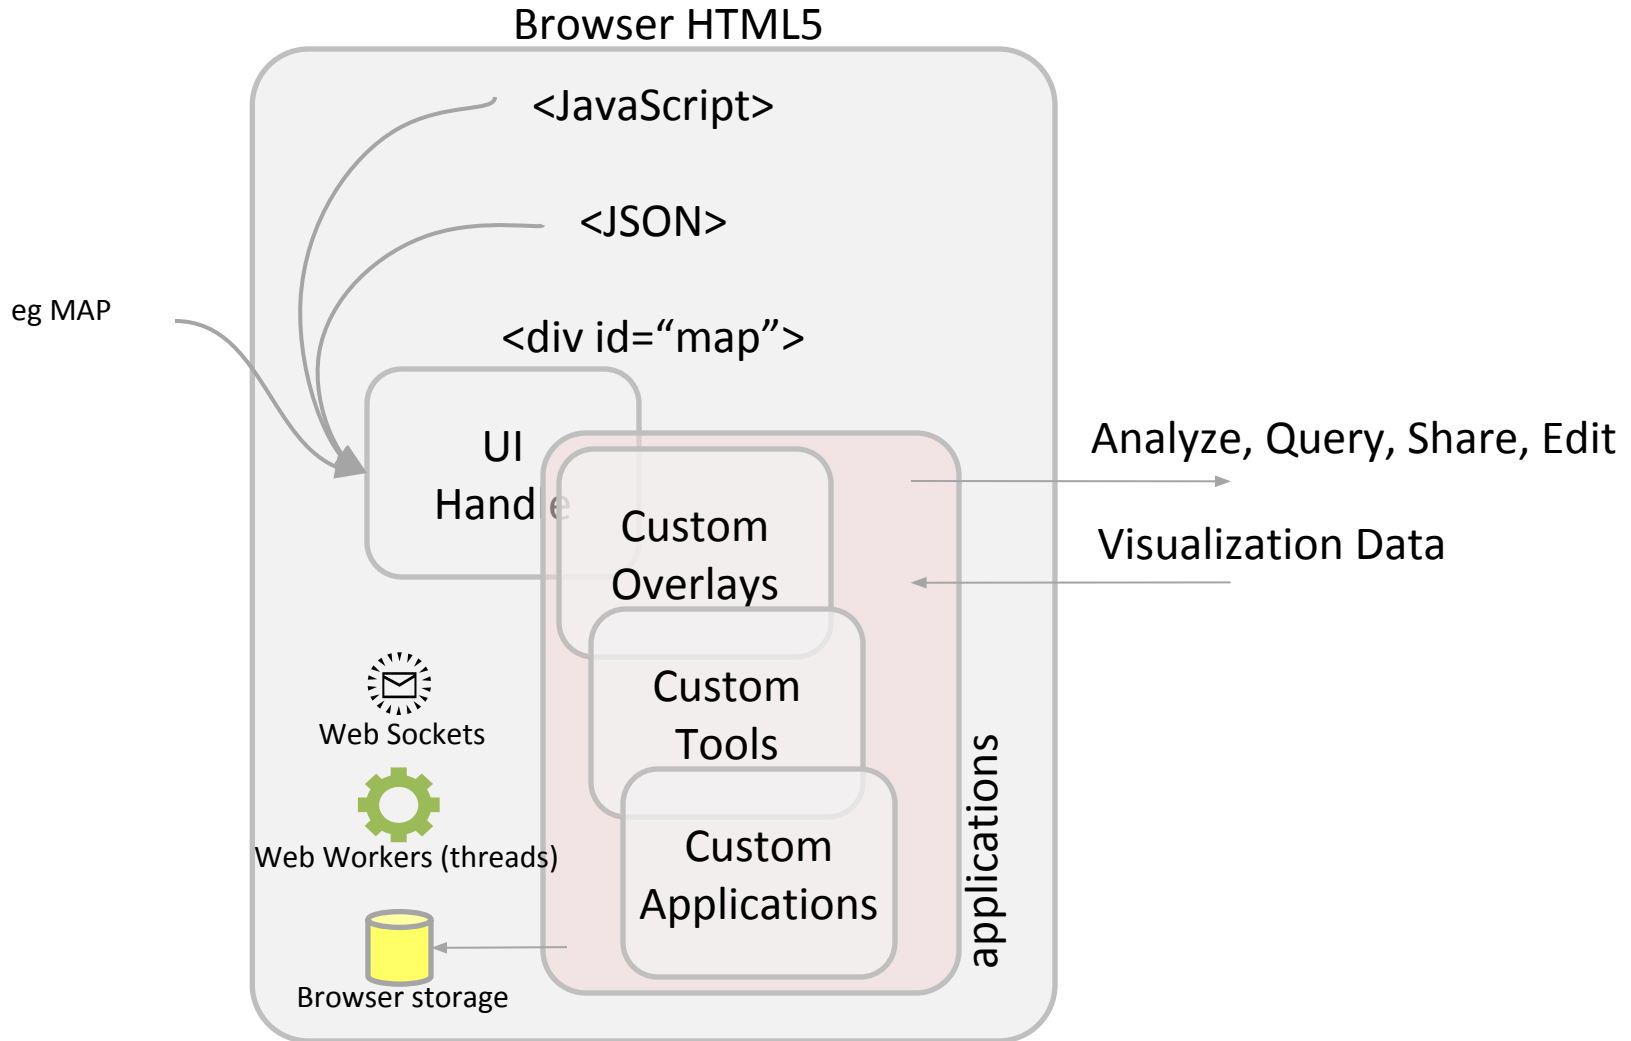 Browser HTML5
<JavaScript>
<JSON>
eg MAP
<div id=“map”>
UI
Handle
Analyze, Query, Share, Edit
Custom
Overlays
Visualization Data
Custom
Tools
Web Sockets
Web Workers (threads)
Custom
Applications
applications
Browser storage